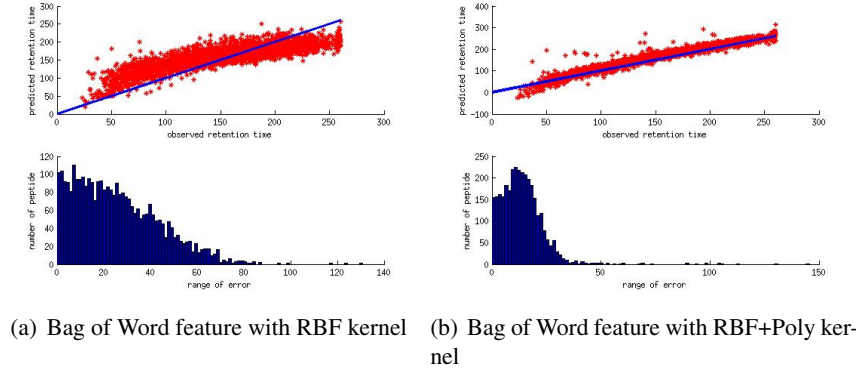 300
250
200
150
100
50
0
predicted retention time
0 50 100 150 200 250 300
observed retention time
120
100
80
60
40
20
0
number of peptide
0 20 40 60 80 100 120 140
range of error
(a) Bag of Word feature with RBF kernel
400
300
200
100
0
-100
predicted retention time
0 50 100 150 200 250 300
observed retention time
250
200
150
100
50
0
number of peptide
0 50 100 150
range of error
(b) Bag of Word feature with RBF+Poly ker-
nel